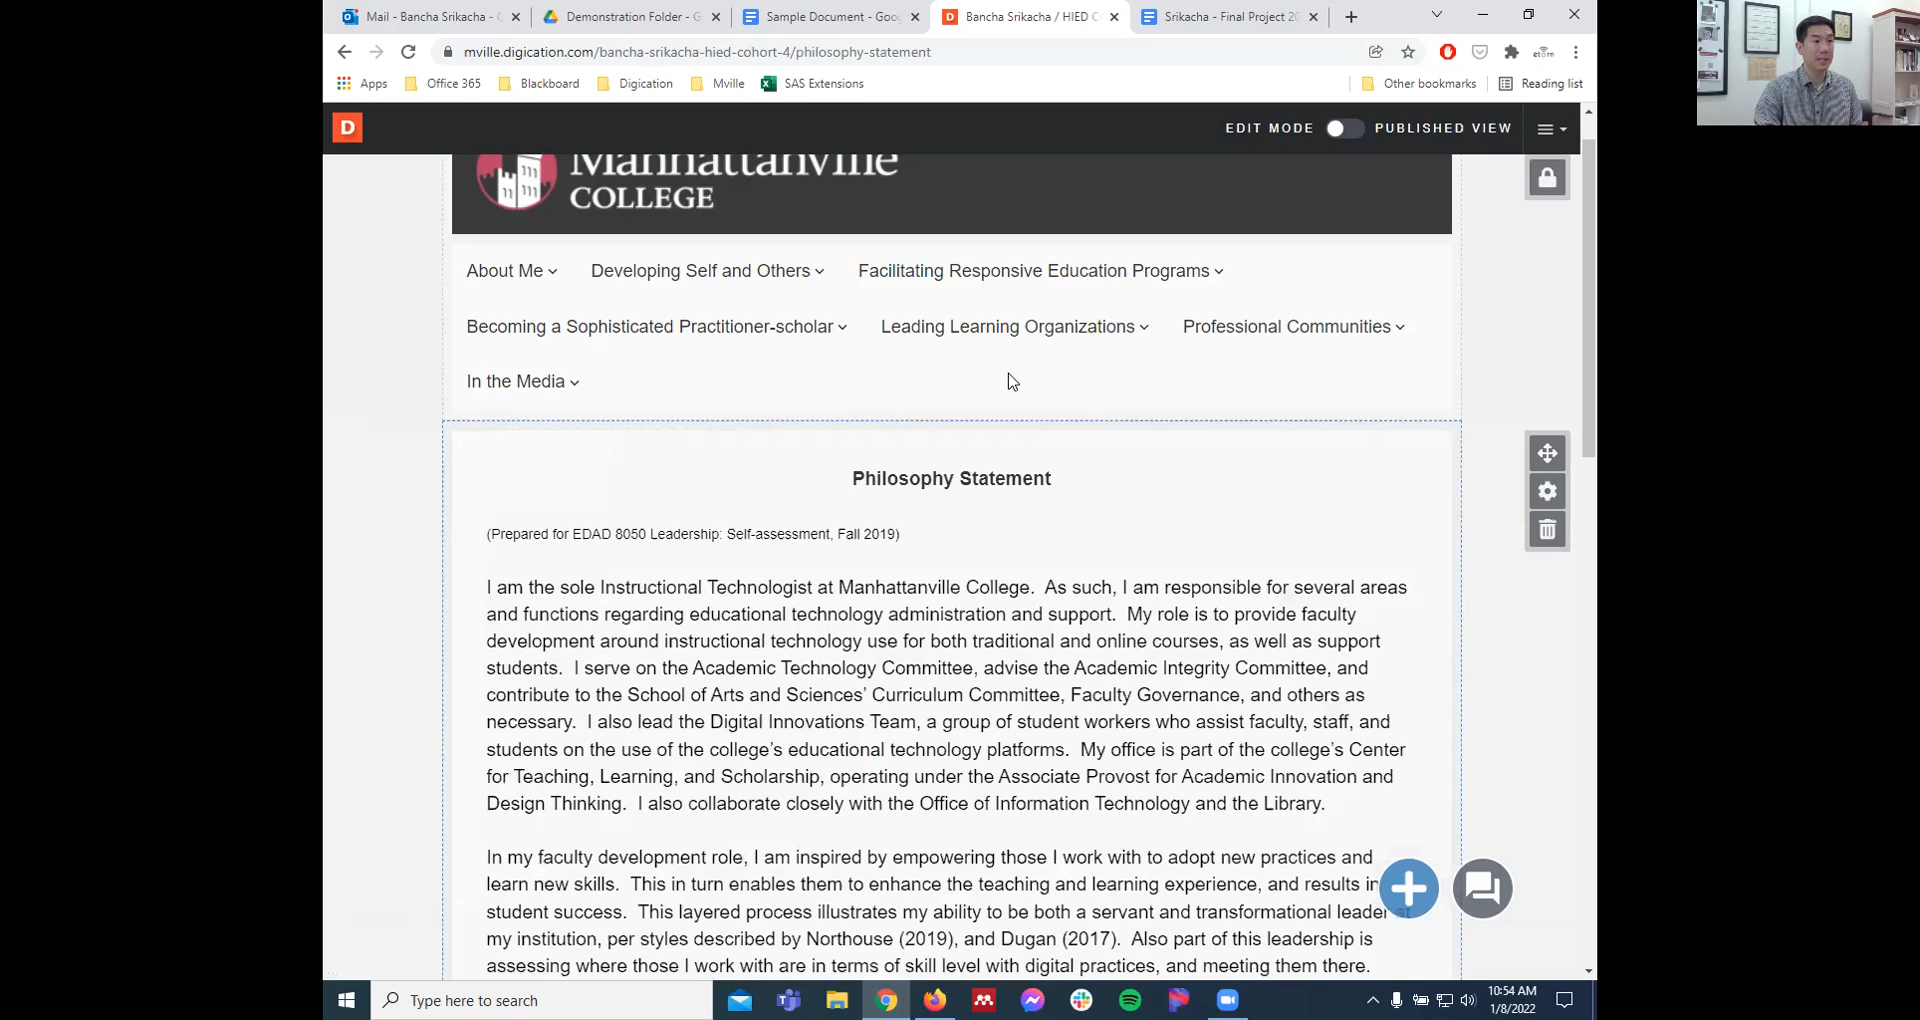 Mail - Bancha Srikacha - Demonstration Folder - G Sample Document - Goo Bancha Srikacha / HIED C Srikacha - Final Project 20
mville.digication.com/bancha-srikacha-hied-cohort-4/philosophy-statement
Apps Office 365 Blackboard Digication Mville SAS Extensions Other bookmarks Reading list
D EDIT MODE PUBLISHED VIEW
Manhattanville
COLLEGE
About Me Developing Self and Others Facilitating Responsive Education Programs
Becoming a Sophisticated Practitioner-scholar Leading Learning Organizations Professional Communities
In the Media
Philosophy Statement
(Prepared for EDAD 8050 Leadership: Self-assessment, Fall 2019)
I am the sole Instructional Technologist at Manhattanville College. As such, I am responsible for several areas
and functions regarding educational technology administration and support. My role is to provide faculty
development around instructional technology use for both traditional and online courses, as well as support
students. I serve on the Academic Technology Committee, advise the Academic Integrity Committee, and
contribute to the School of Arts and Sciences’ Curriculum Committee, Faculty Governance, and others as
necessary. I also lead the Digital Innovations Team, a group of student workers who assist faculty, staff, and
students on the use of the college’s educational technology platforms. My office is part of the college’s Center
for Teaching, Learning, and Scholarship, operating under the Associate Provost for Academic Innovation and
Design Thinking. I also collaborate closely with the Office of Information Technology and the Library.
In my faculty development role, I am inspired by empowering those I work with to adopt new practices and
learn new skills. This in turn enables them to enhance the teaching and learning experience, and results in
student success. This layered process illustrates my ability to be both a servant and transformational leader at
my institution, per styles described by Northouse (2019), and Dugan (2017). Also part of this leadership is
assessing where those I work with are in terms of skill level with digital practices, and meeting them there.
Type here to search 10:54 AM
1/8/2022